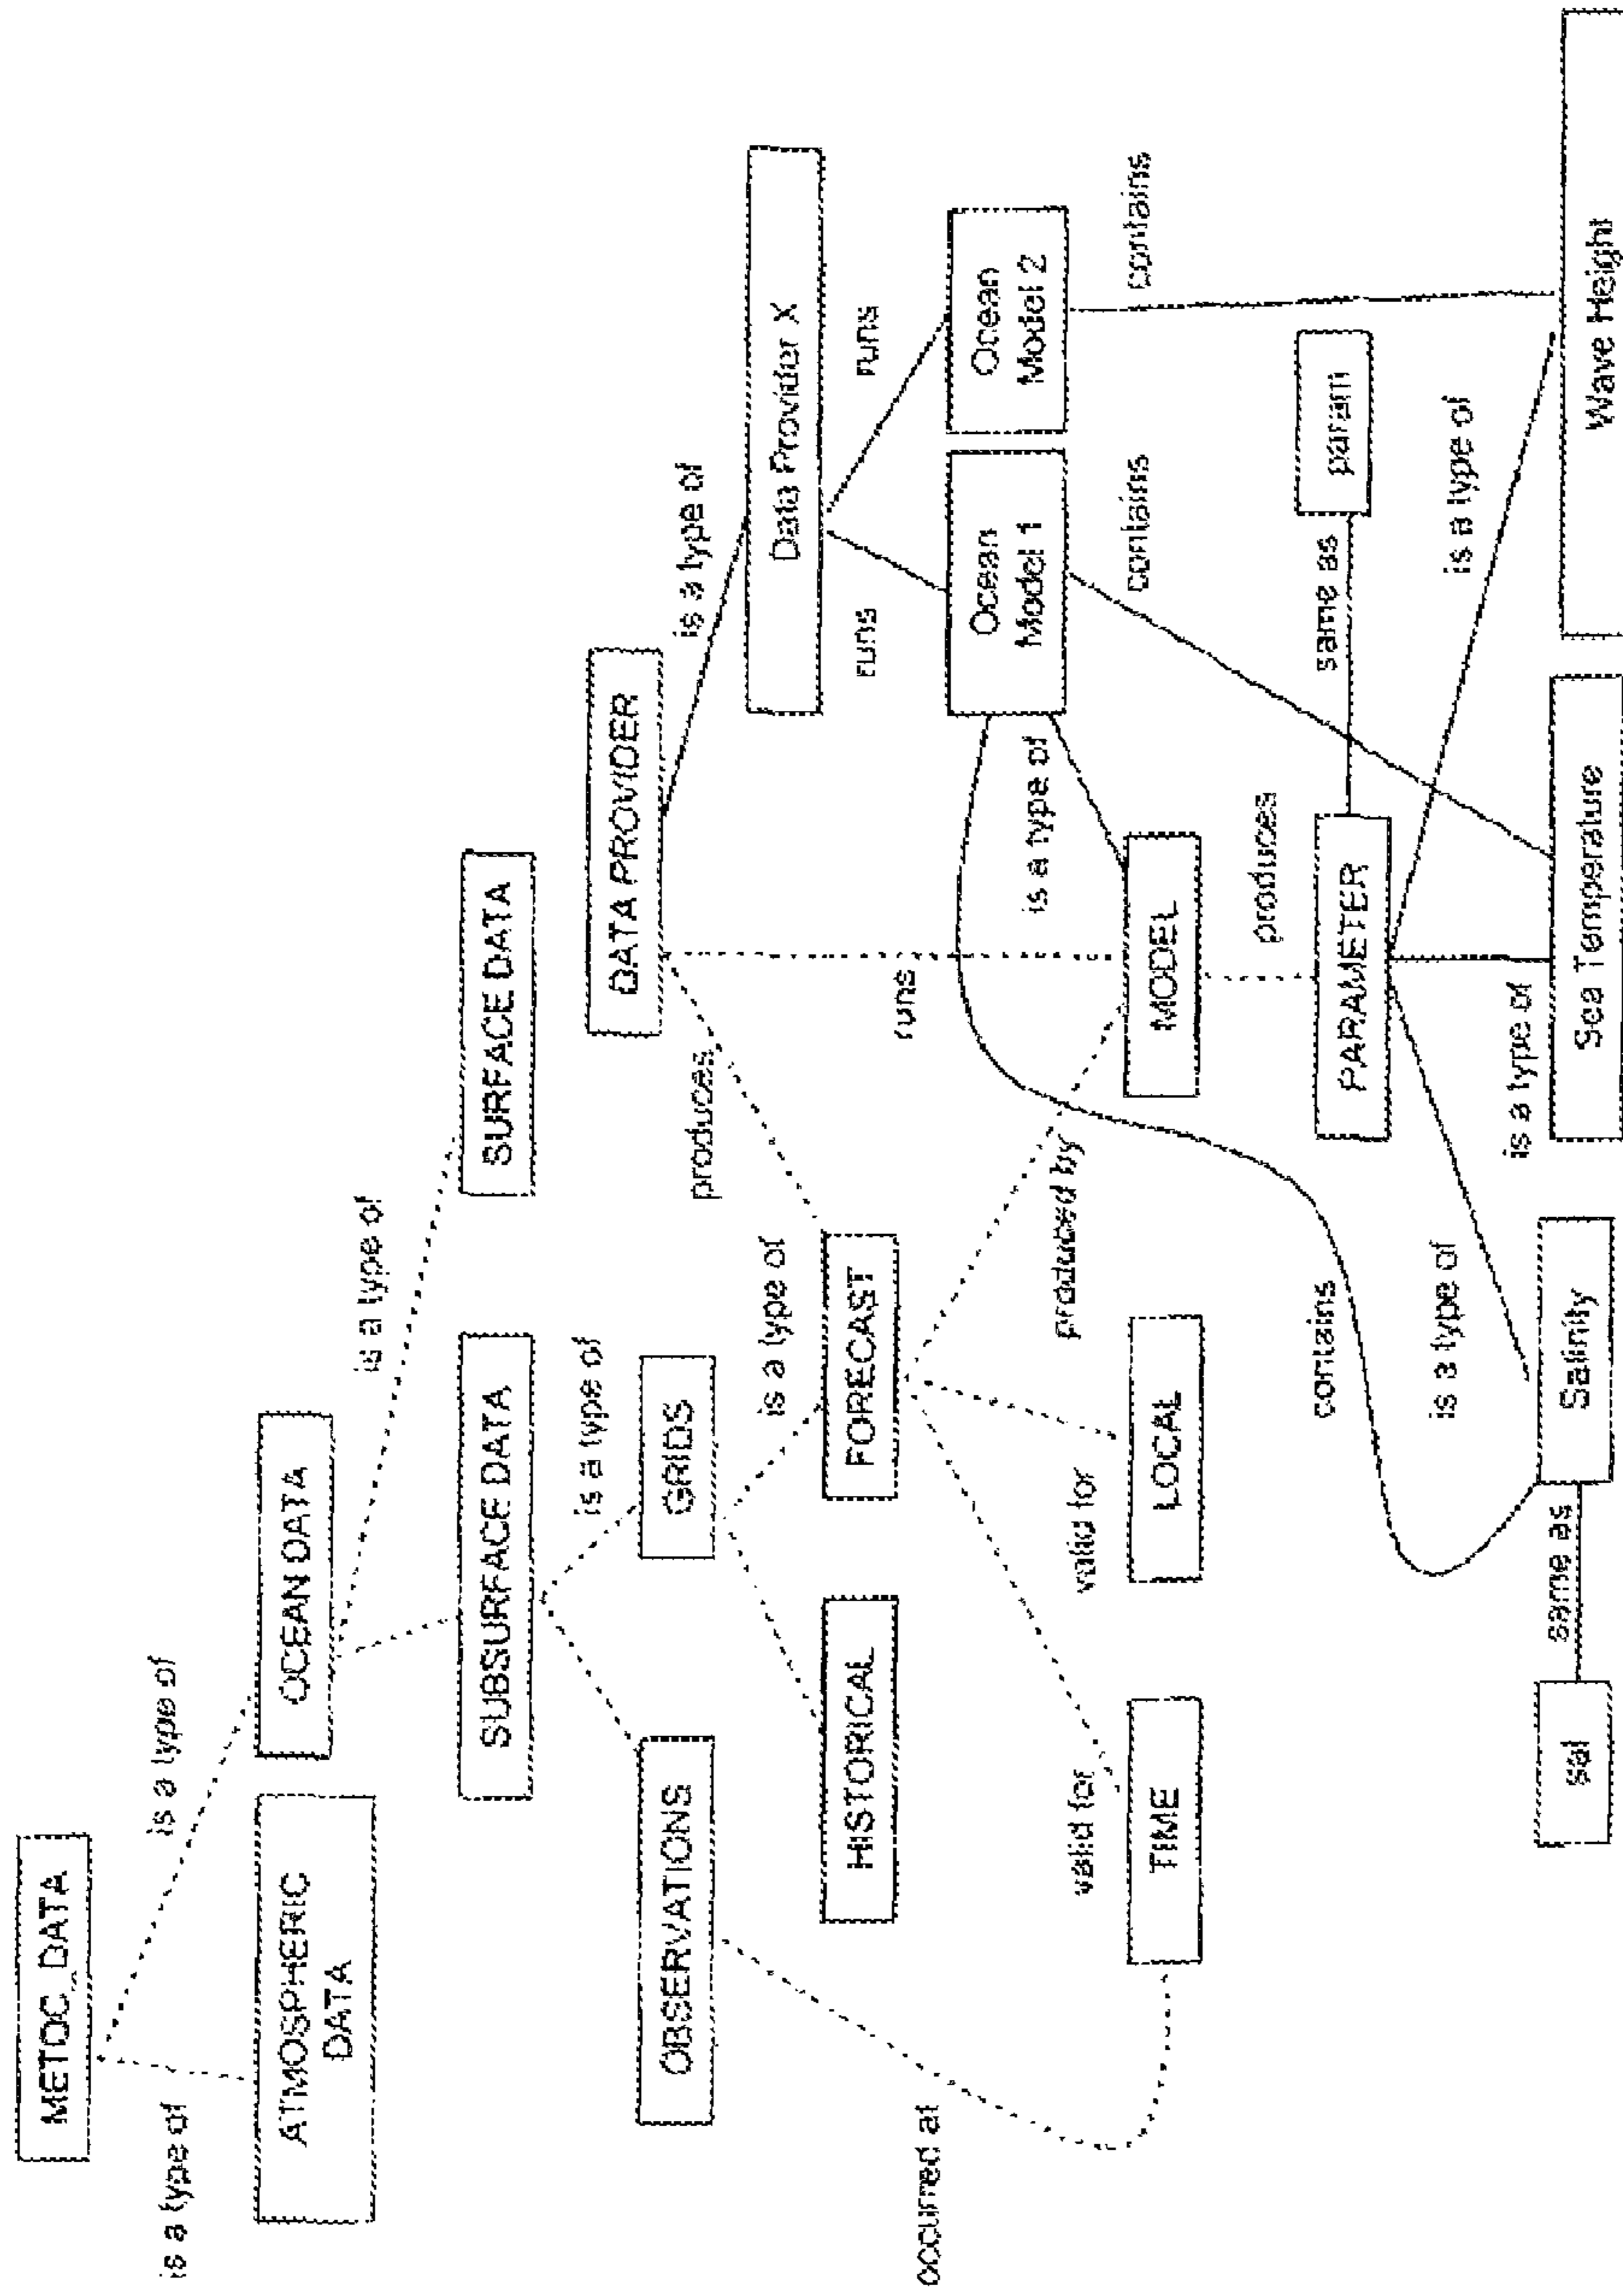 METOC_DATA
is a type of
is a type of
ATMOSPHERIC
DATA
OCEAN DATA
is a type of
SUBSURFACE DATA
SURFACE DATA
is a type of
OBSERVATIONS
GRIDS
DATA PROVIDER
produces
is a type of
is a type of
HISTORICAL
FORECAST
Data Provider X
occurred at
runs
runs
runs
Ocean
Model 1
Ocean
Model 2
valid for
valid for
produced by
is a type of
TIME
LOCAL
MODEL
contains
contains
produces
contains
PARAMETER
same as
param
is a type of
is a type of
is a type of
sal
same as
Salinity
Sea Temperature
Wave Height